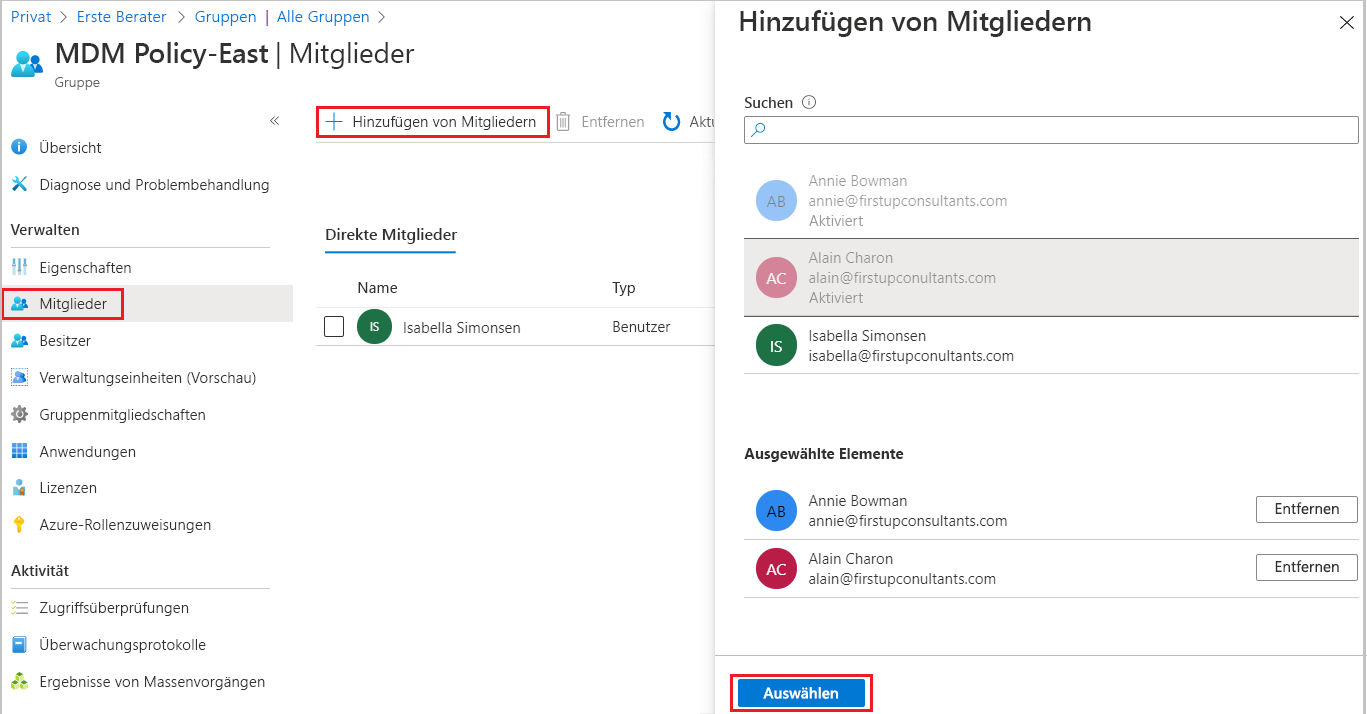 Privat > Erste Berater > Gruppen | Alle Gruppen >
MDM Policy-East | Mitglieder
Gruppe
«
Übersicht
Diagnose und Problembehandlung
Verwalten
Eigenschaften
Mitglieder
Besitzer
Verwaltungseinheiten (Vorschau)
Gruppenmitgliedschaften
Anwendungen
Lizenzen
Azure-Rollenzuweisungen
Aktivität
Zugriffsüberprüfungen
Überwachungsprotokolle
Ergebnisse von Massenvorgängen
+ Hinzufügen von Mitgliedern Entfernen Aktu
Direkte Mitglieder
Name Typ
IS Isabella Simonsen Benutzer
Hinzufügen von Mitgliedern
Suchen
AB Annie Bowman
annie@firstupconsultants.com
Aktiviert
AC Alain Charon
alain@firstupconultants.com
Aktiviert
IS Isabella Simonsen
isabella@firstupconultants.com
Ausgewählte Elemente
AB Annie Bowman
annie@firstupconsultants.com
Entfernen
AC Alain Charon
alain@firstupconultants.com
Entfernen
Auswählen